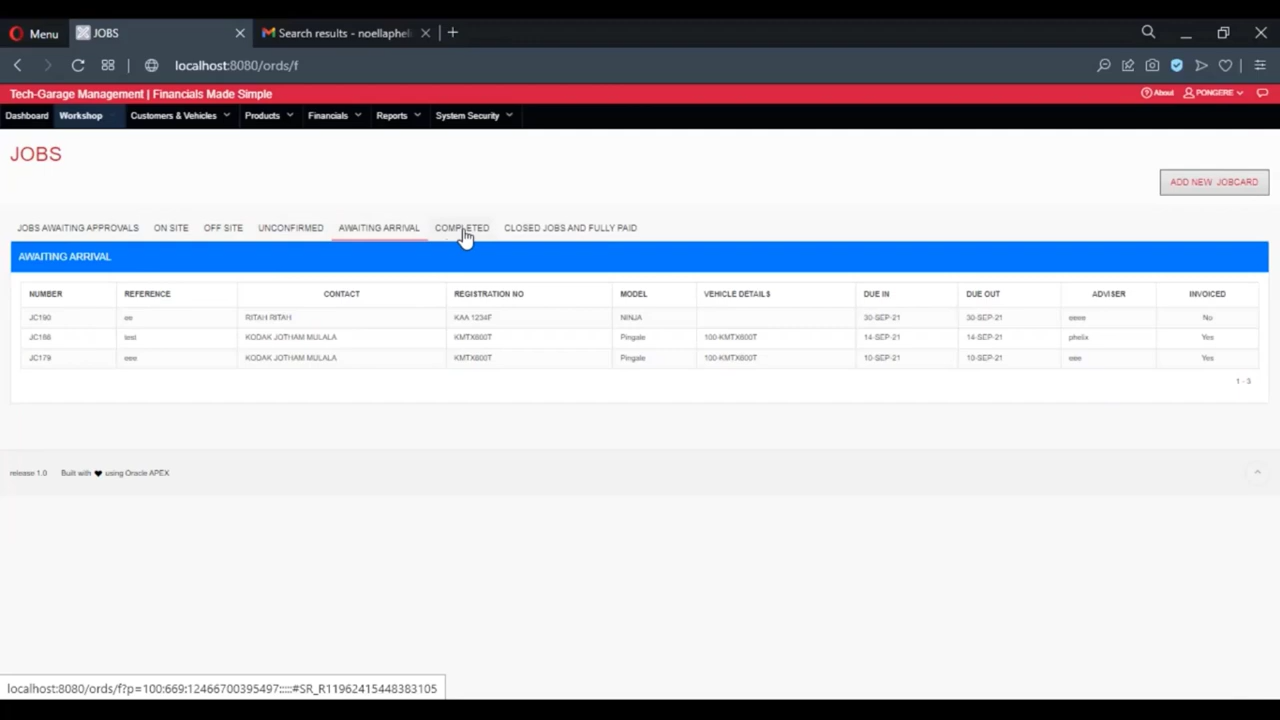 Menu
JOBS
Search results - noellaphel
localhost:8080/ords/f
Tech-Garage Management | Financials Made Simple
About
PONGERE
Dashboard
Workshop
Customers & Vehicles
Products
Financials
Reports
System Security
JOBS
ADD NEW JOBCARD
JOBS AWAITING APPROVALS
ON SITE
OFF SITE
UNCONFIRMED
AWAITING ARRIVAL
COMPLETED
CLOSED JOBS AND FULLY PAID
AWAITING ARRIVAL
NUMBER REFERENCE CONTACT REGISTRATION NO MODEL VEHICLE DETAILS DUE IN DUE OUT ADVISER INVOICED
JC190 ee RITAH RITAH KAA 1234F NINJA 30-SEP-21 30-SEP-21 eeee No
JC186 test KODAK JOTHAM MULALA KMTX600T Pingale 100-KMTX600T 14-SEP-21 14-SEP-21 phelix Yes
JC179 eee KODAK JOTHAM MULALA KMTX600T Pingale 100-KMTX600T 10-SEP-21 10-SEP-21 eee Yes
1 - 3
release 1.0
Built with ♥ using Oracle APEX
localhost:8080/ords/f?p=100:669:12466700395497:::::#SR_R11962415448383105